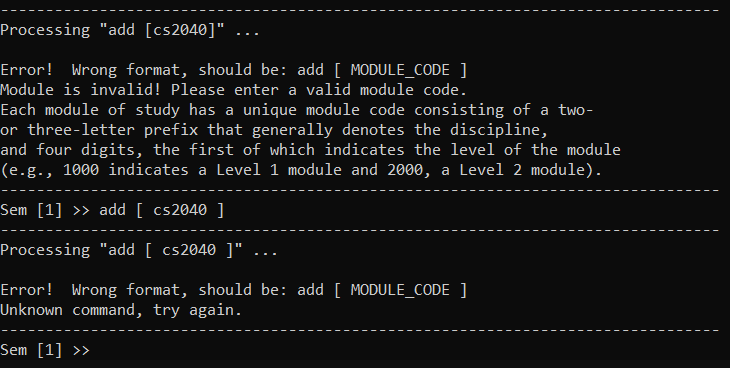 --------------------------------------------------------------------------------
Processing "add [cs2040]" ...
Error!  Wrong format, should be: add [ MODULE_CODE ]
Module is invalid! Please enter a valid module code.
Each module of study has a unique module code consisting of a two-
or three-letter prefix that generally denotes the discipline,
and four digits, the first of which indicates the level of the module
(e.g., 1000 indicates a Level 1 module and 2000, a Level 2 module).
--------------------------------------------------------------------------------
Sem [1] >> add [ cs2040 ]
--------------------------------------------------------------------------------
Processing "add [ cs2040 ]" ...
Error!  Wrong format, should be: add [ MODULE_CODE ]
Unknown command, try again.
--------------------------------------------------------------------------------
Sem [1] >>